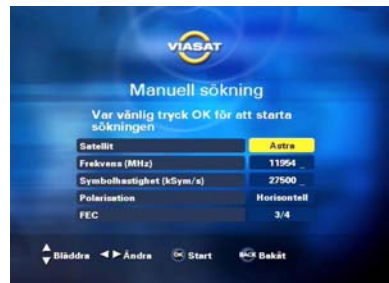 VIASAT
Manuell sökning
Var vänlig tryck OK för att starta
sökningen
Satellit Astra
Frekvens (MHz) 11954 _
Symbolhastighet (kSym/s) 27500 _
Polarisation Horisontell
FEC 3/4
Bläddra Ändra OK Start BACK Bakåt